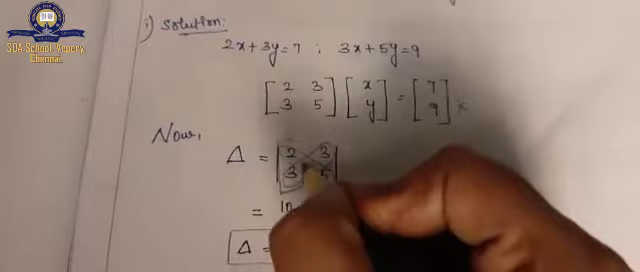 SDA School Vepery,
Chennai.
i) Solution:
2x+3y=7 ; 3x+5y=9
[2 3] [x] = [7]
[3 5] [y] [9]
Now,
Δ = |2 3|
|3 5|
= 10
Δ =